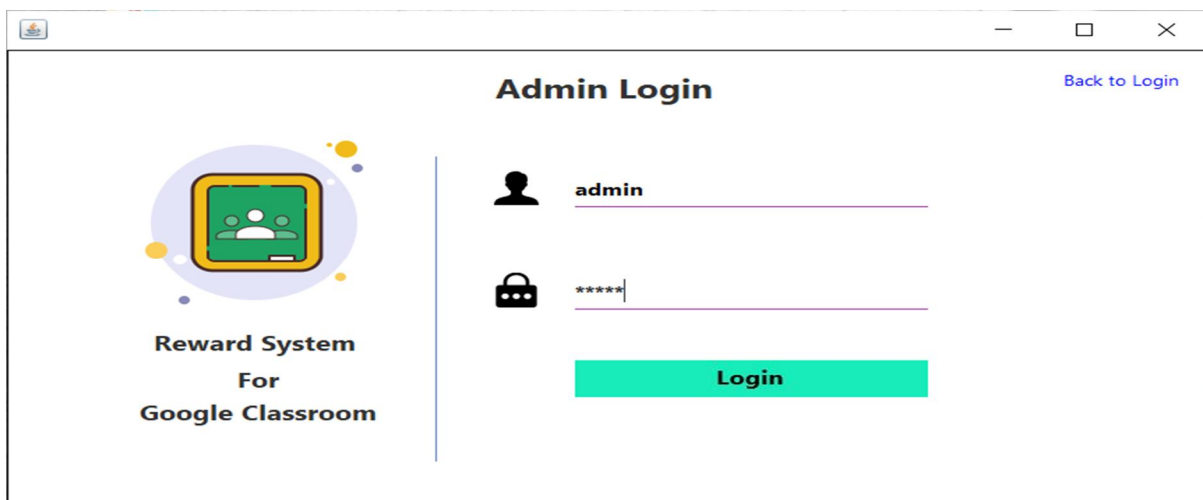 Admin Login
Back to Login
admin
*****
Login
Reward System
For
Google Classroom